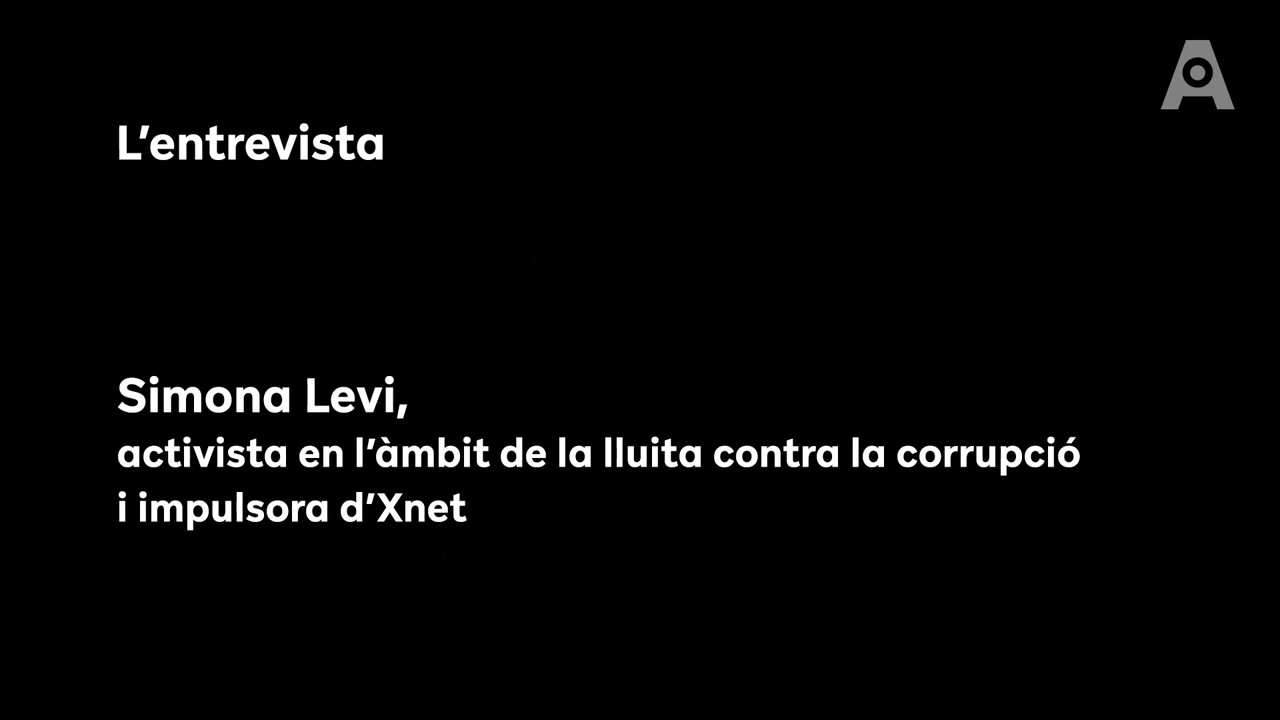 L’entrevista
Simona Levi,
activista en l’àmbit de la lluita contra la corrupció
i impulsora d’Xnet